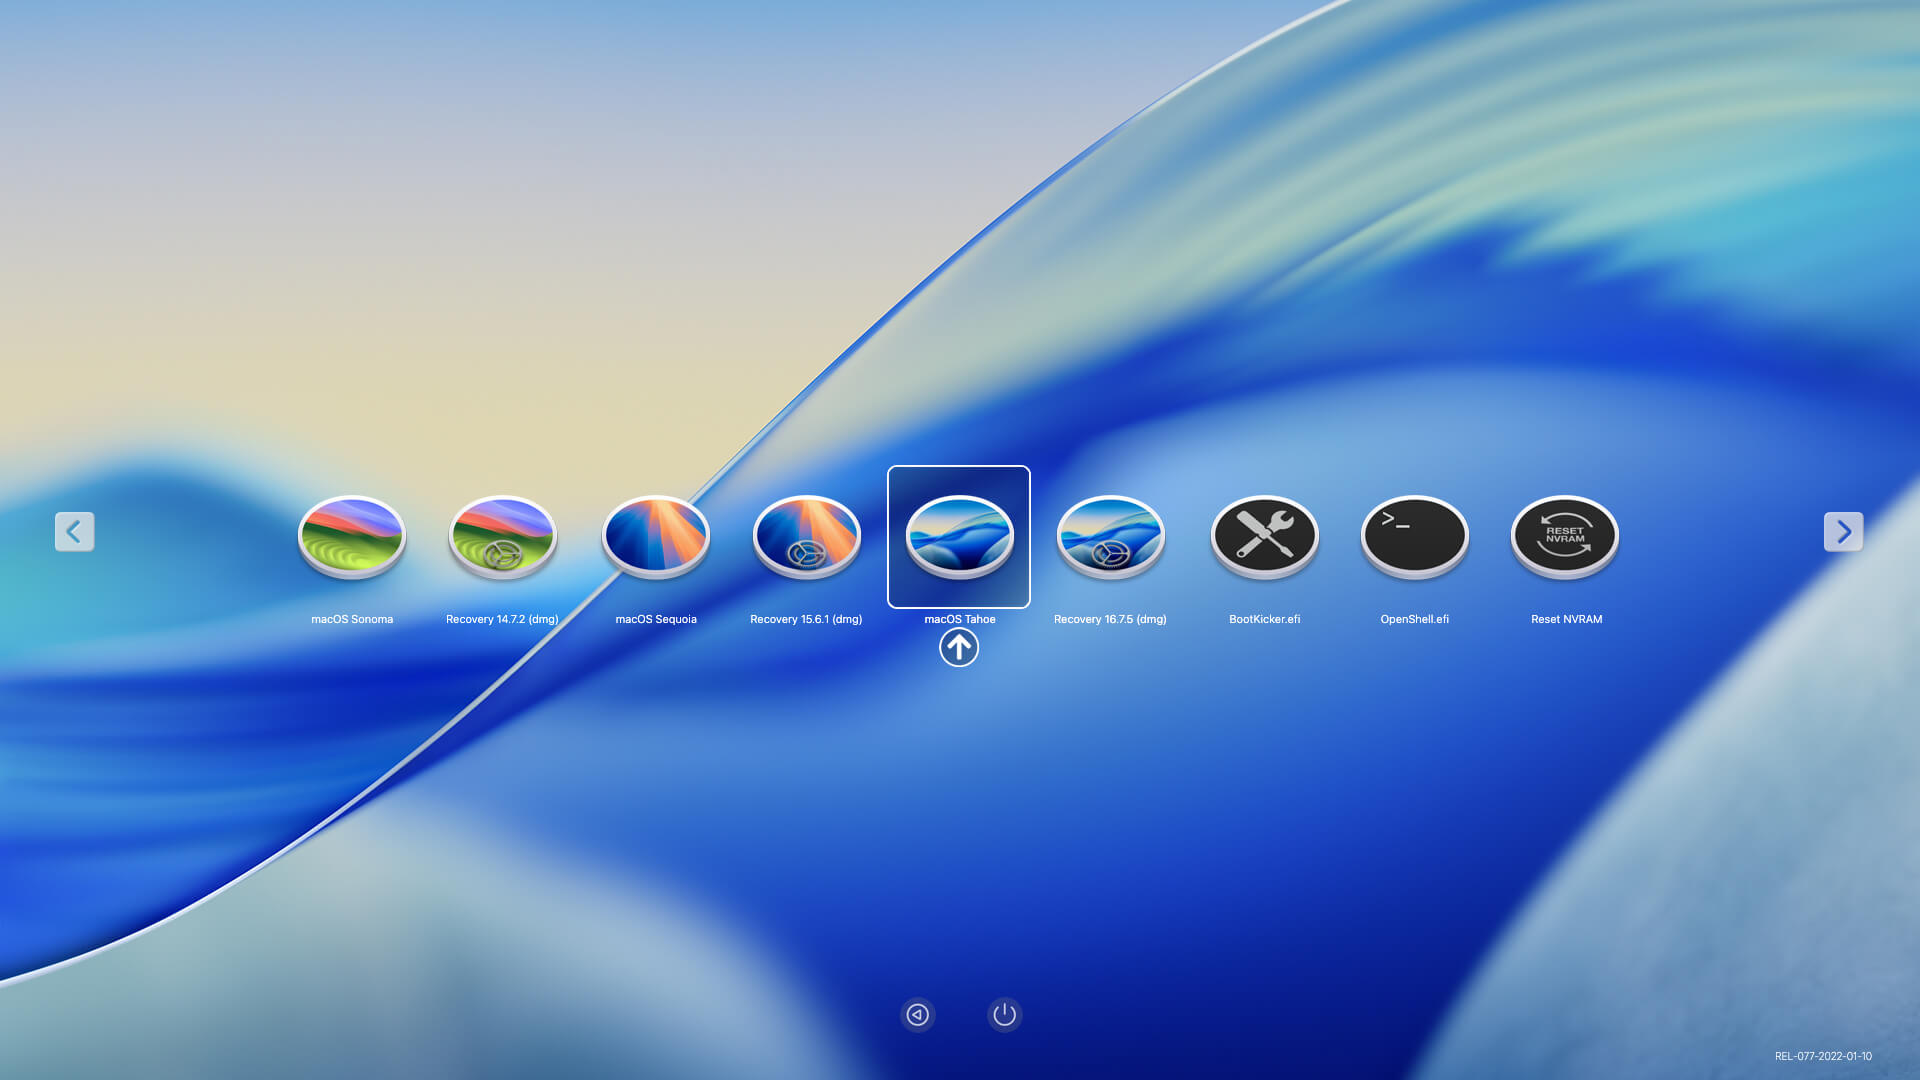 >_
RESET
NVRAM
macOS Sonoma
Recovery 14.7.2 (dmg)
macOS Sequoia
Recovery 15.6.1 (dmg)
macOS Tahoe
Recovery 16.7.5 (dmg)
BootKicker.efi
OpenShell.efi
Reset NVRAM
REL-077-2022-01-10